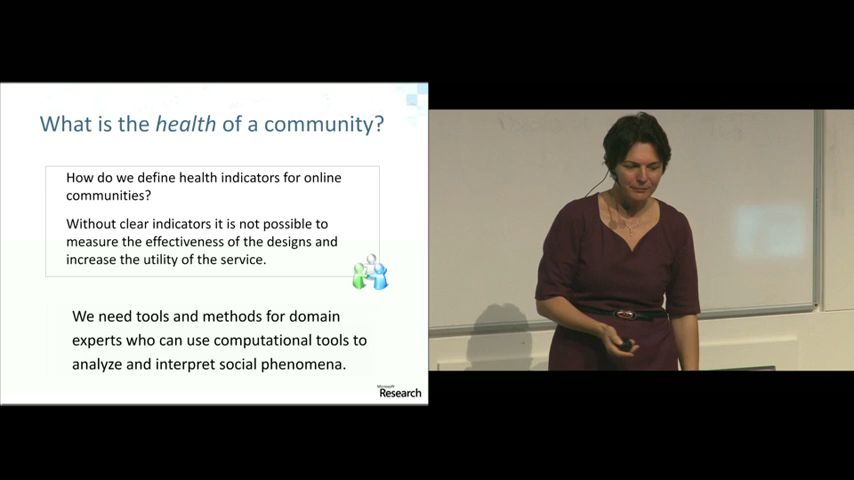 What is the health of a community?
How do we define health indicators for online
communities?
Without clear indicators it is not possible to
measure the effectiveness of the designs and
increase the utility of the service.
We need tools and methods for domain
experts who can use computational tools to
analyze and interpret social phenomena.
Microsoft
Research